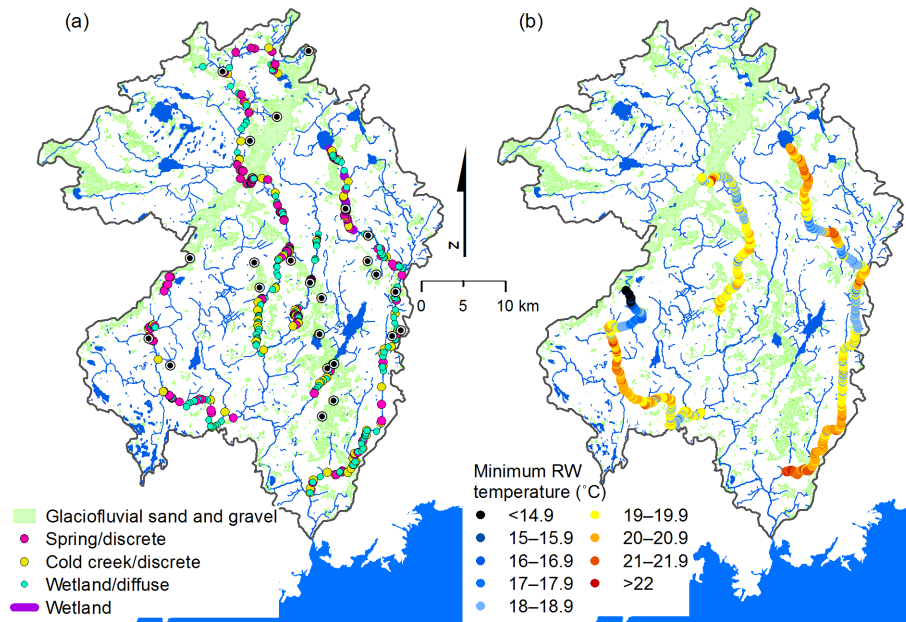 (a)
(b)
N
0 5 10 km
Glaciofluvial sand and gravel
Spring/discrete
Cold creek/discrete
Wetland/diffuse
Wetland
Minimum RW
temperature (˚C)
<14.9
15–15.9
16–16.9
17–17.9
18–18.9
19–19.9
20–20.9
21–21.9
>22